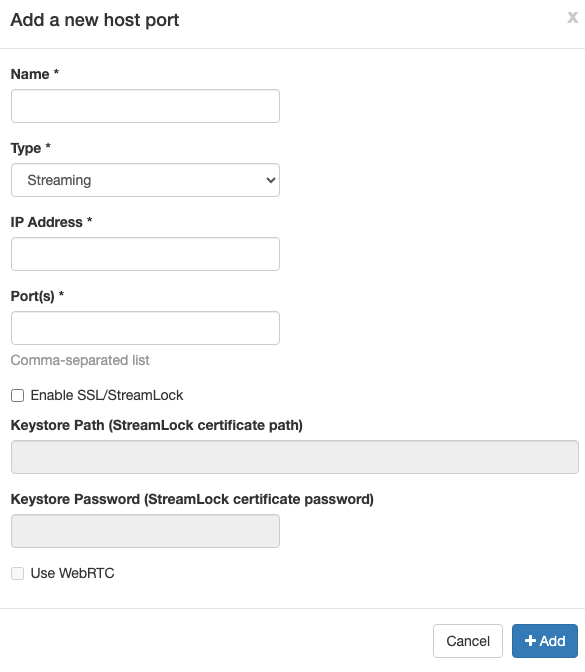 Add a new host port
x
Name *
Type *
Streaming
IP Address *
Port(s) *
Comma-separated list
Enable SSL/StreamLock
Keystore Path (StreamLock certificate path)
Keystore Password (StreamLock certificate password)
Use WebRTC
Cancel
+ Add